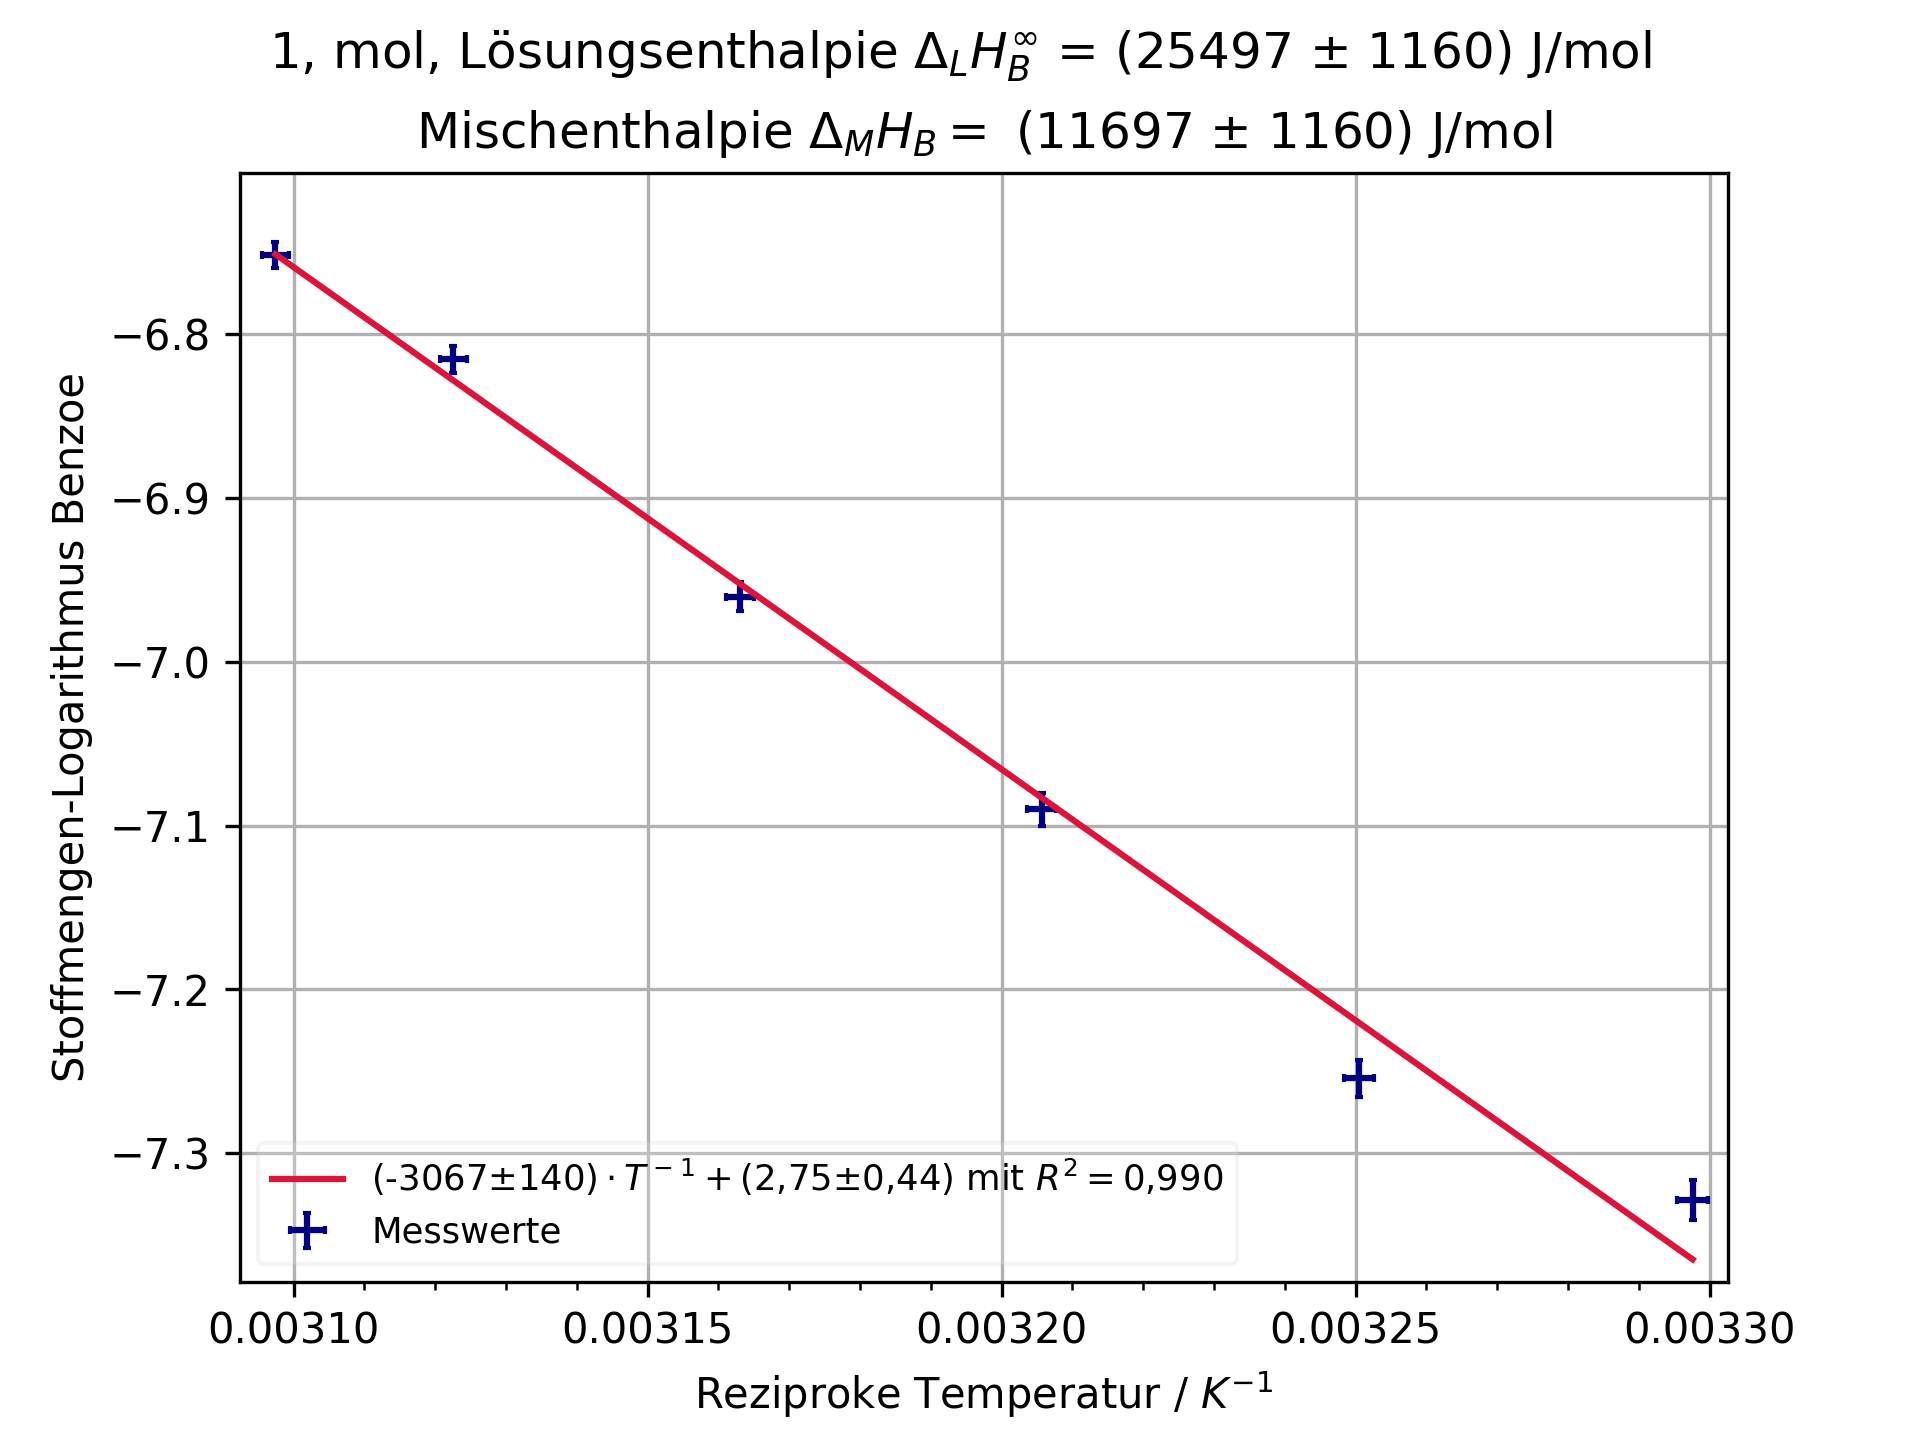 1, mol, Lösungsenthalpie Δ_L H_B^∞ = (25497 ± 1160) J/mol
Mischenthalpie Δ_M H_B = (11697 ± 1160) J/mol
Stoffmengen-Logarithmus Benzoe
−6.8
−6.9
−7.0
−7.1
−7.2
−7.3
(-3067±140) · T⁻¹ + (2,75±0,44) mit R² = 0,990
Messwerte
0.00310 0.00315 0.00320 0.00325 0.00330
Reziproke Temperatur / K⁻¹